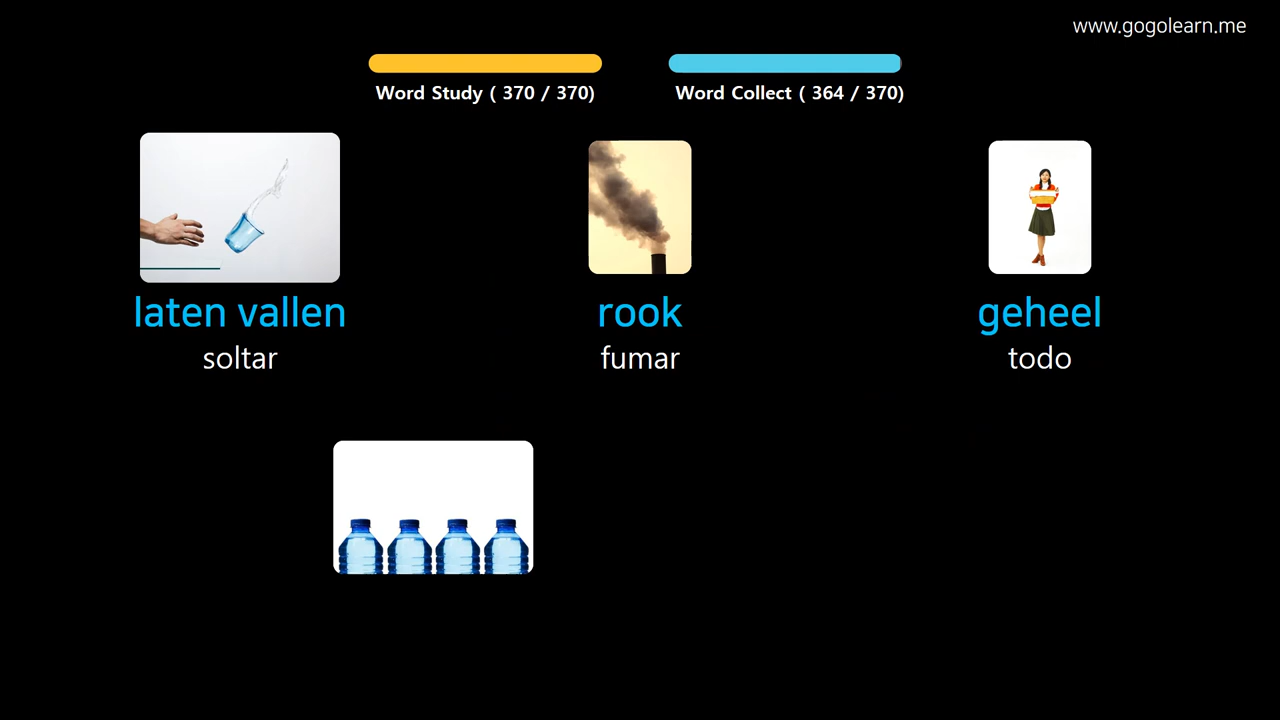 www.gogolearn.me
Word Study ( 370 / 370)
Word Collect ( 364 / 370)
laten vallen
rook
geheel
soltar
fumar
todo